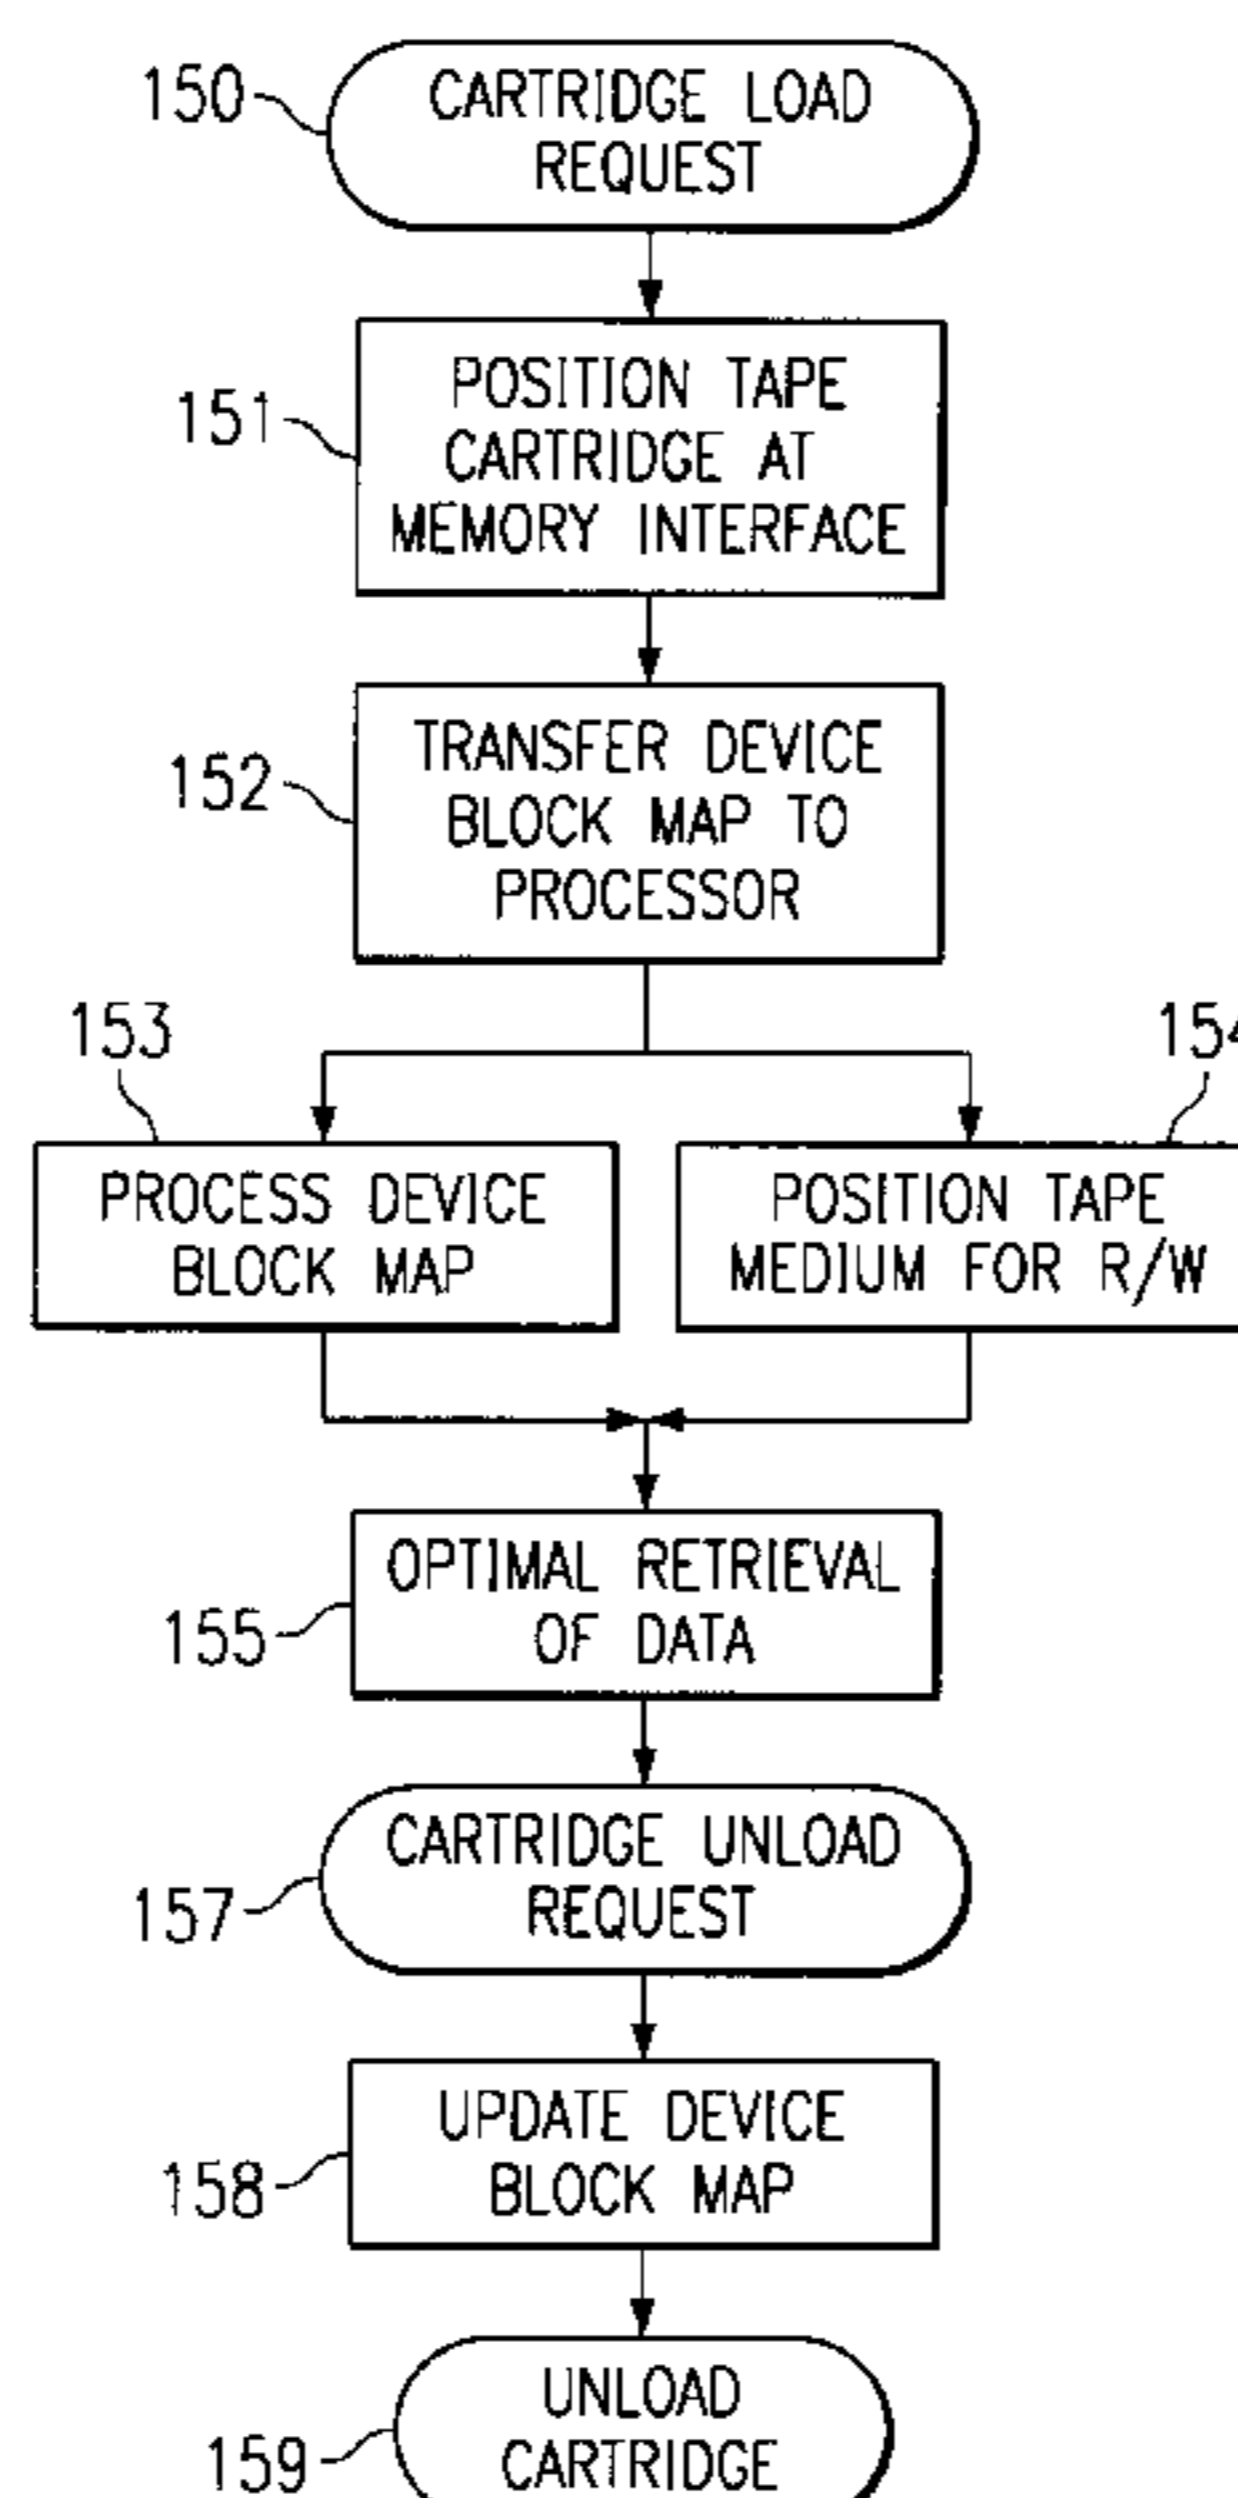 150
CARTRIDGE LOAD
REQUEST
151
POSITION TAPE
CARTRIDGE AT
MEMORY INTERFACE
152
TRANSFER DEVICE
BLOCK MAP TO
PROCESSOR
153
154
PROCESS DEVICE
BLOCK MAP
POSITION TAPE
MEDIUM FOR R/W
155
OPTIMAL RETRIEVAL
OF DATA
157
CARTRIDGE UNLOAD
REQUEST
158
UPDATE DEVICE
BLOCK MAP
159
UNLOAD
CARTRIDGE